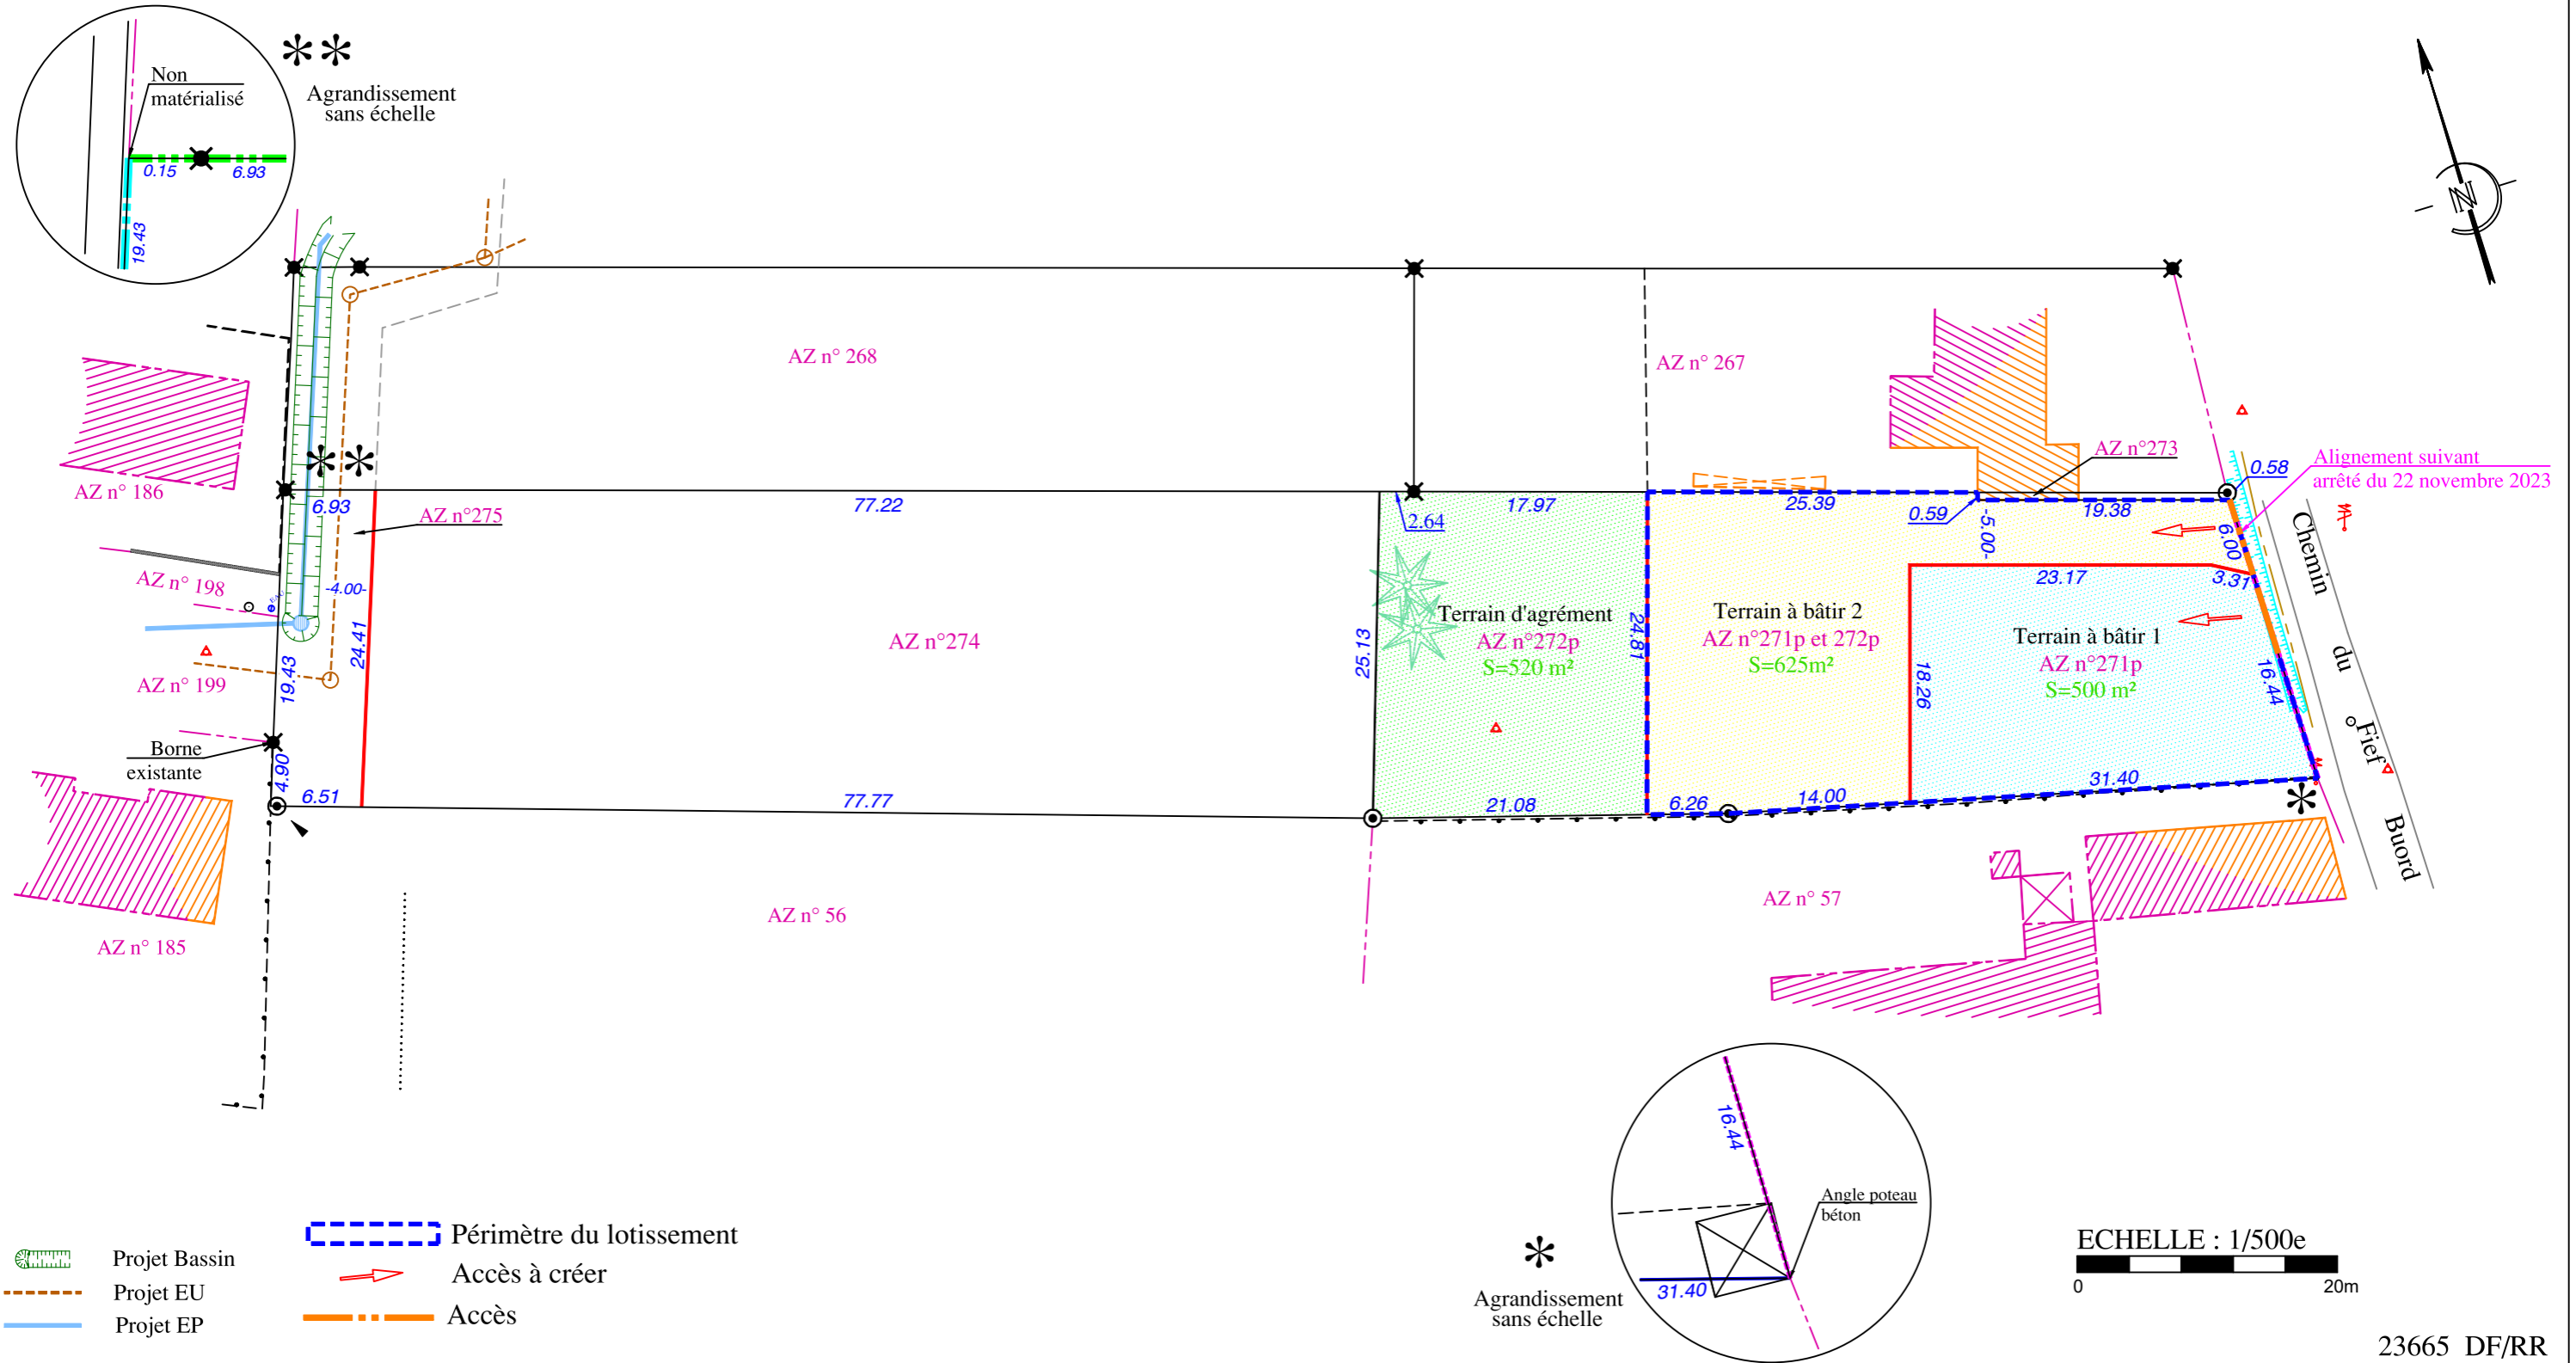 Non
matérialisé
0.15
6.93
19.43
**
Agrandissement
sans échelle
N
AZ n° 268
AZ n° 267
AZ n° 186
**
6.93
AZ n°275
77.22
2.64
17.97
25.39
0.59
-5.00-
19.38
AZ n°273
0.58
Alignement suivant
arrêté du 22 novembre 2023
6.00
3.31
23.17
Chemin
du
Fief
Buord
AZ n° 198
-4.00-
24.41
AZ n° 199
19.43
Borne
existante
4.90
6.51
AZ n°274
77.77
25.13
Terrain d'agrément
AZ n°272p
S=520 m²
21.08
24.81
Terrain à bâtir 2
AZ n°271p et 272p
S=625m²
6.26
14.00
18.26
Terrain à bâtir 1
AZ n°271p
S=500 m²
16.44
31.40
*
AZ n° 185
AZ n° 56
AZ n° 57
16.44
Angle poteau
béton
31.40
*
Agrandissement
sans échelle
Projet Bassin
Projet EU
Projet EP
Périmètre du lotissement
Accès à créer
Accès
ECHELLE : 1/500e
0
20m
23665 DF/RR